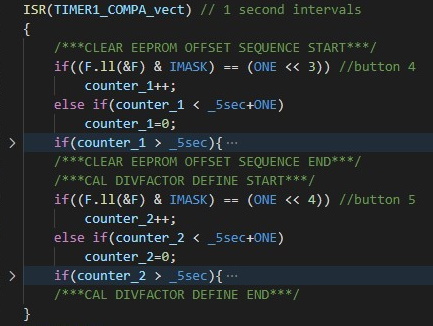 ISR(TIMER1_COMPA_vect) // 1 second intervals
{
/***CLEAR EEPROM OFFSET SEQUENCE START***/
if((F.ll(&F) & IMASK) == (ONE << 3)) //button 4
counter_1++;
else if(counter_1 < _5sec+ONE)
counter_1=0;
if(counter_1 > _5sec){ ⋯
/***CLEAR EEPROM OFFSET SEQUENCE END***/
/***CAL DIVFACTOR DEFINE START***/
if((F.ll(&F) & IMASK) == (ONE << 4)) //button 5
counter_2++;
else if(counter_2 < _5sec+ONE)
counter_2=0;
if(counter_2 > _5sec){ ⋯
/***CAL DIVFACTOR DEFINE END***/
}